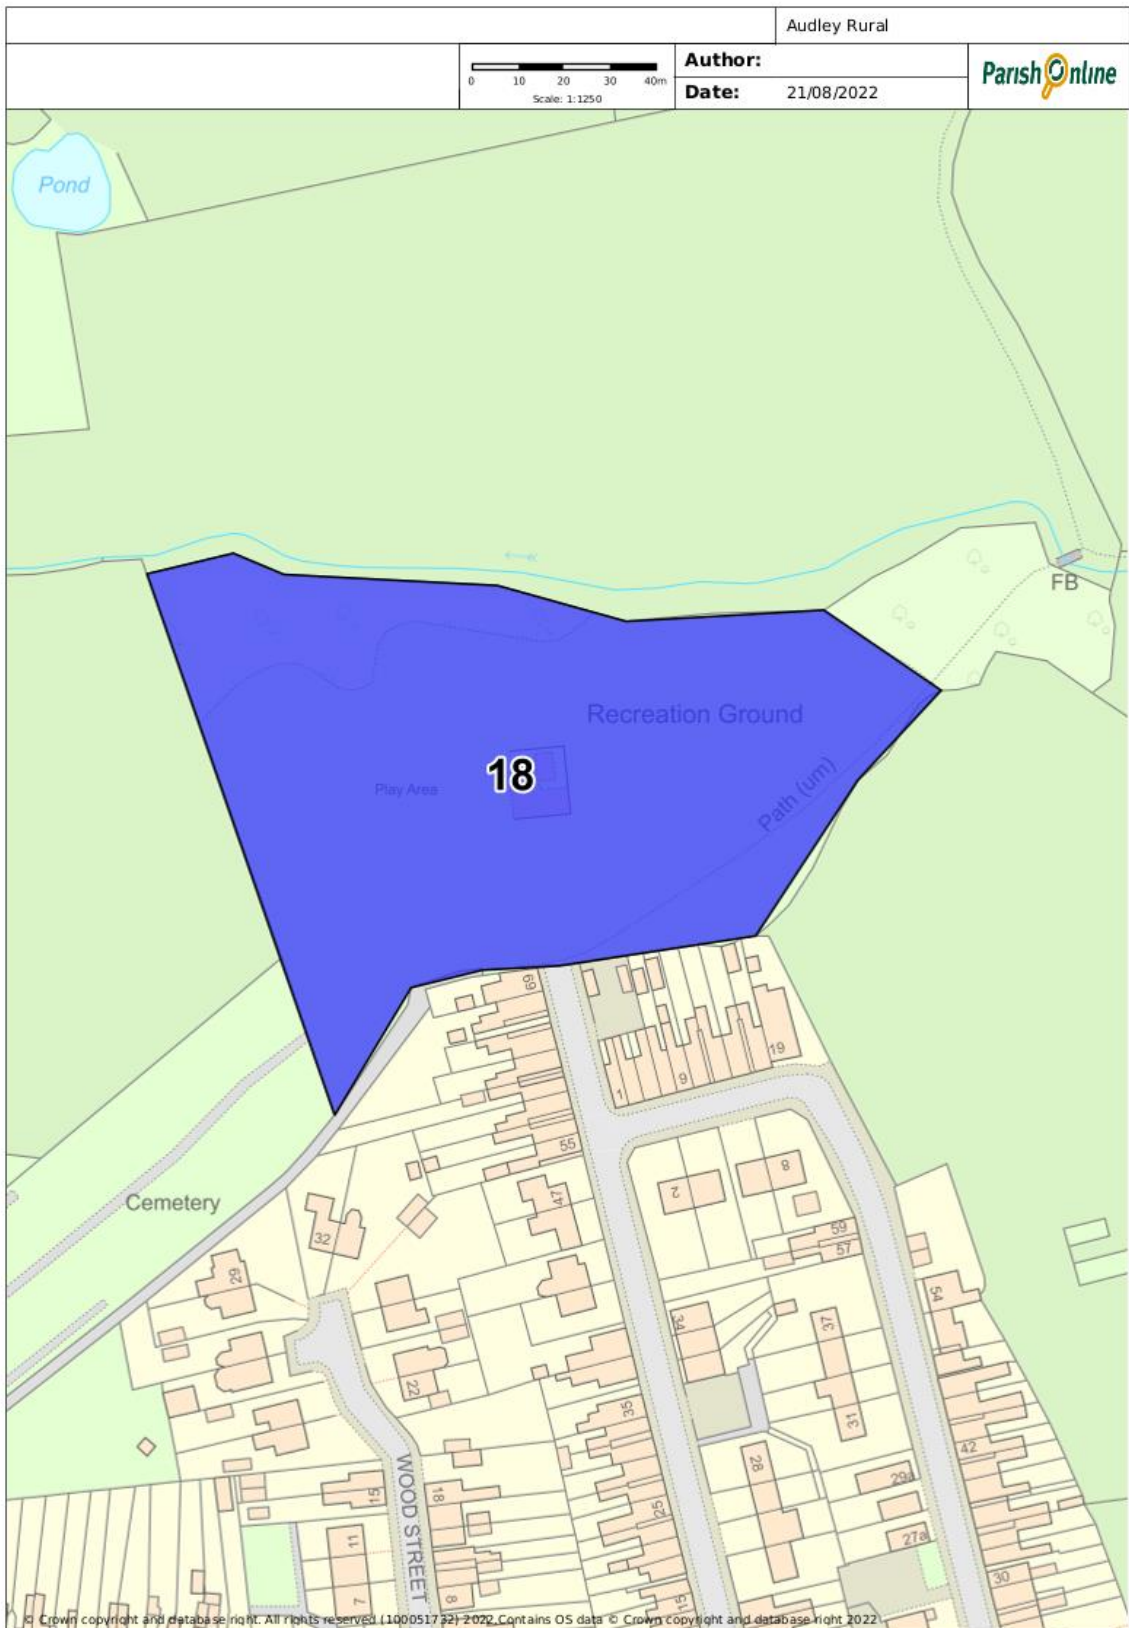 Audley Rural
0 10 20 30 40m
Scale: 1:1250
Author:
Date: 21/08/2022
Parish Online
Pond
FB
Recreation Ground
18
Play Area
Path (um)
69
19
9
1
55
8
2
47
Cemetery
32
59
57
29
54
34
37
22
35
31
42
28
29a
WOOD STREET
15
18
25
27a
11
30
7
8
15
© Crown copyright and database right. All rights reserved (100051732) 2022 Contains OS data © Crown copyright and database right 2022